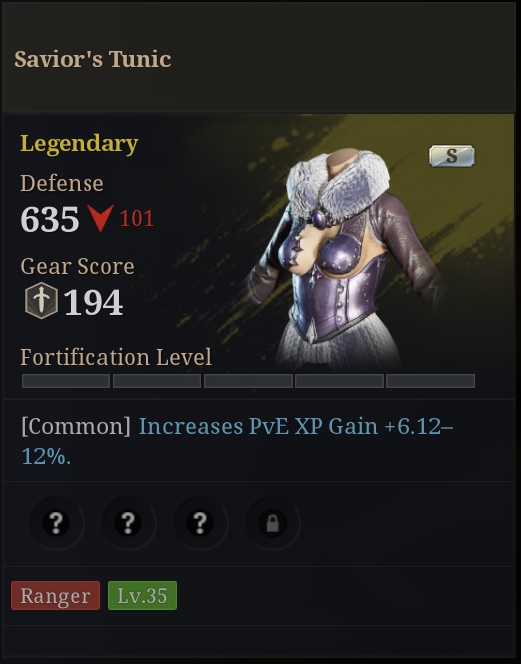 Savior's Tunic
Legendary
S
Defense
635 101
Gear Score
194
Fortification Level
[Common] Increases PvE XP Gain +6.12–
12%.
? ? ?
Ranger Lv.35